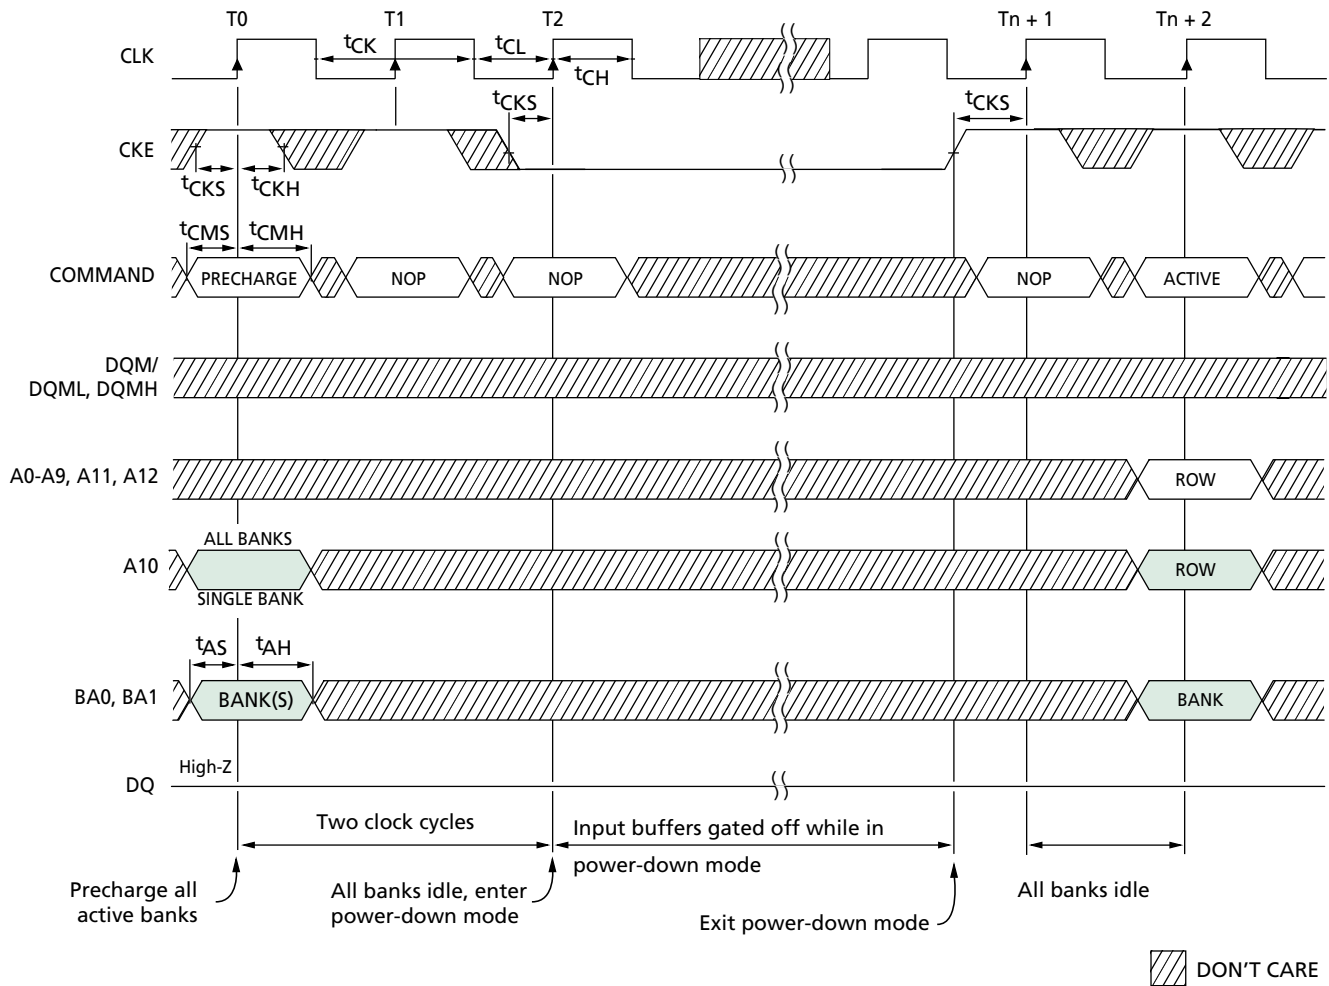 T0 T1 T2 Tn + 1 Tn + 2
CLK
tCK tCL tCH
tCKS tCKS
CKE
tCKS tCKH
tCMS tCMH
COMMAND PRECHARGE NOP NOP NOP ACTIVE
DQM/
DQML, DQMH
A0-A9, A11, A12 ROW
ALL BANKS
A10 ROW
SINGLE BANK
tAS tAH
BA0, BA1 BANK(S) BANK
High-Z
DQ
Two clock cycles
Input buffers gated off while in
power-down mode
Precharge all
active banks
All banks idle, enter
power-down mode
Exit power-down mode
All banks idle
DON'T CARE